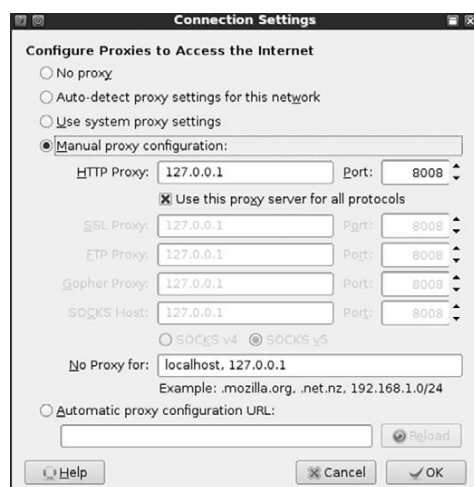 Connection Settings
Configure Proxies to Access the Internet
No proxy
Auto-detect proxy settings for this network
Use system proxy settings
Manual proxy configuration:
HTTP Proxy: 127.0.0.1 Port: 8008
Use this proxy server for all protocols
SSL Proxy: 127.0.0.1 Port: 8008
FTP Proxy: 127.0.0.1 Port: 8008
Gopher Proxy: 127.0.0.1 Port: 8008
SOCKS Host: 127.0.0.1 Port: 8008
SOCKS v4 SOCKS v5
No Proxy for: localhost, 127.0.0.1
Example: .mozilla.org, .net.nz, 192.168.1.0/24
Automatic proxy configuration URL:
Reload
Help Cancel OK